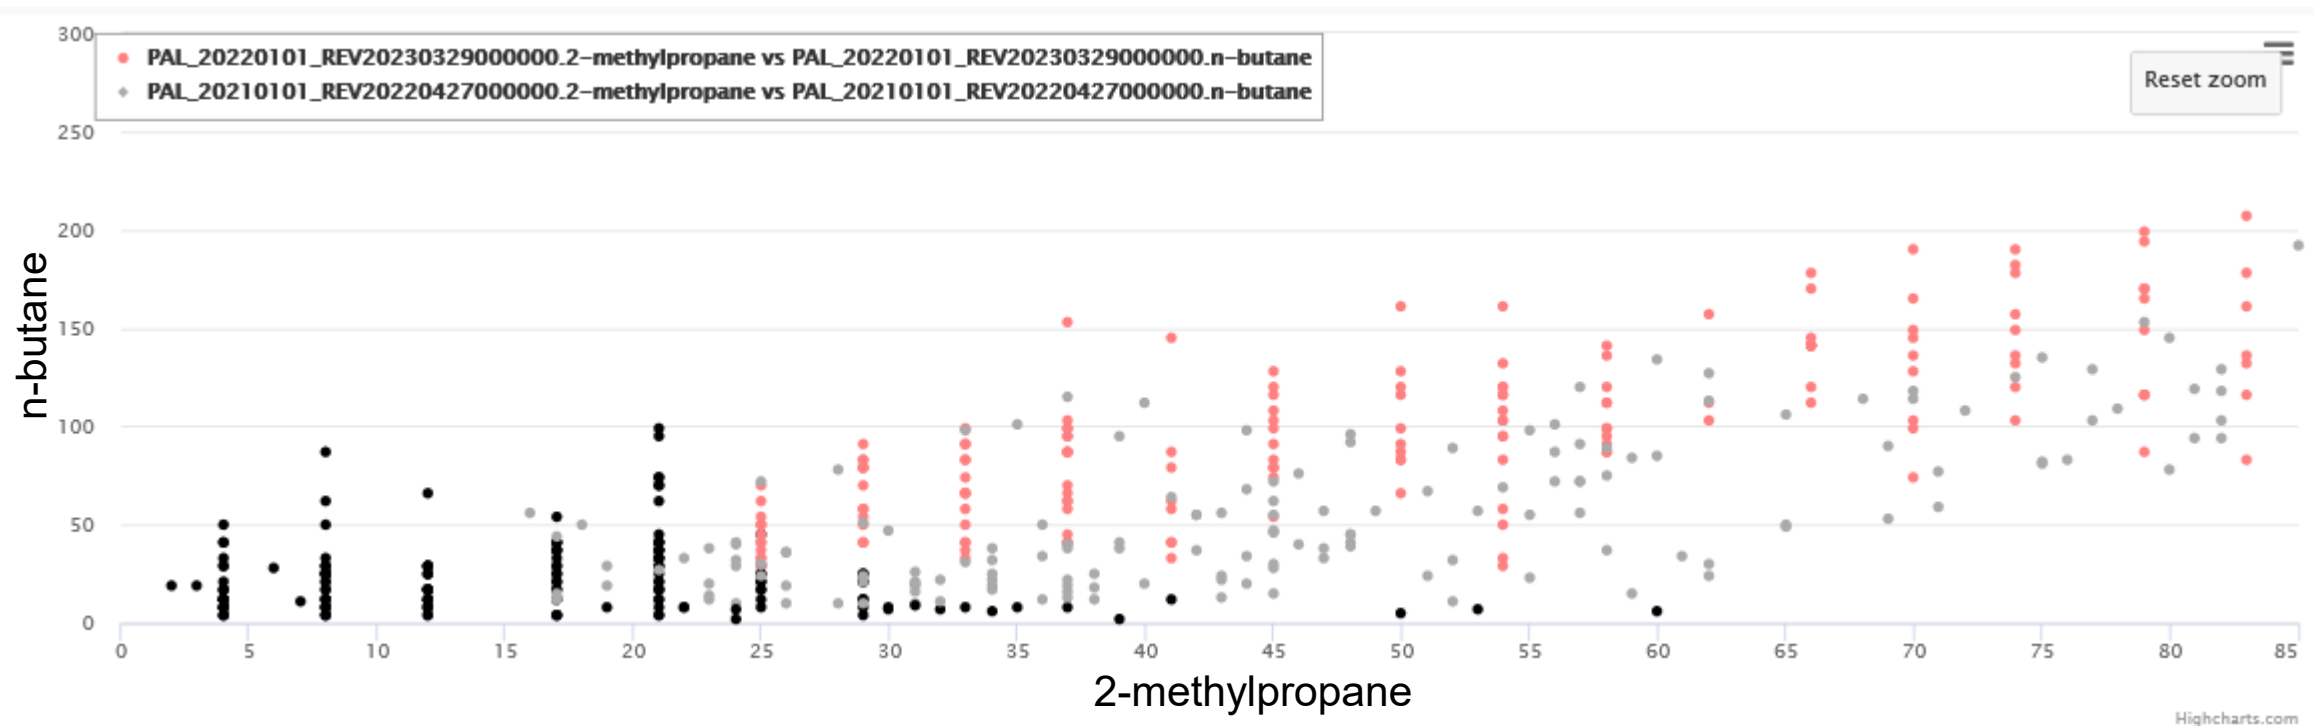 300
PAL_20220101_REV20230329000000.2-methylpropane vs PAL_20220101_REV20230329000000.n-butane
PAL_20210101_REV20220427000000.2-methylpropane vs PAL_20210101_REV20220427000000.n-butane
Reset zoom
250
200
150
100
50
0
n-butane
0 5 10 15 20 25 30 35 40 45 50 55 60 65 70 75 80 85
2-methylpropane
Highcharts.com